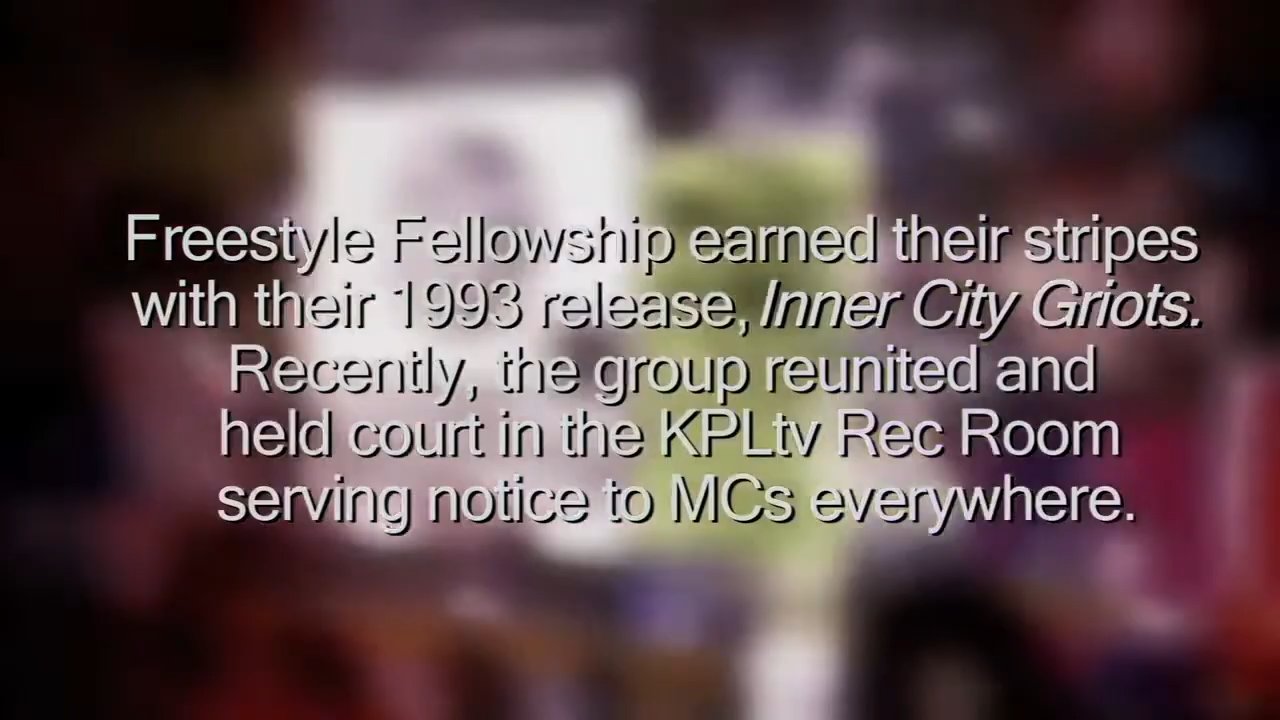 Freestyle Fellowship earned their stripes
with their 1993 release, Inner City Griots.
Recently, the group reunited and
held court in the KPLtv Rec Room
serving notice to MCs everywhere.